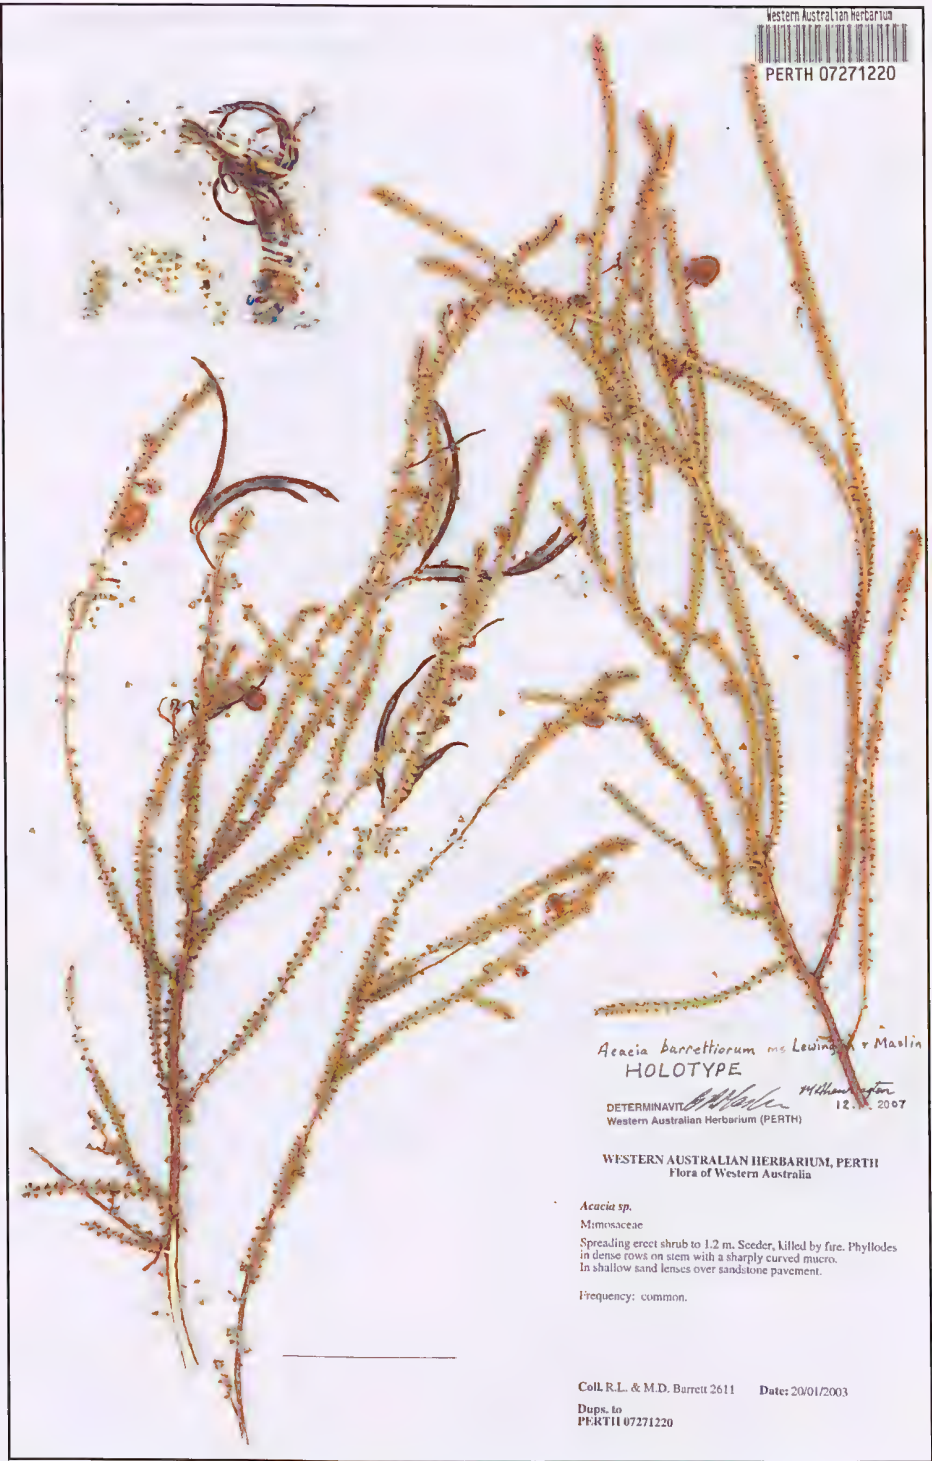 Western Australian Herbarium
PERTH 07271220
Acacia barrettiorum ms Lewington & Maslin
HOLOTYPE
DETERMINAVIT
12. 2007
Western Australian Herbarium (PERTH)
WESTERN AUSTRALIAN HERBARIUM, PERTH
Flora of Western Australia
Acacia sp.
Mimosaceae
Spreading erect shrub to 1.2 m. Seeder, killed by fire. Phyllodes
in dense rows on stem with a sharply curved mucro.
In shallow sand lenses over sandstone pavement.
Frequency: common.
Coll. R.L. & M.D. Barrett 2611 Date: 20/01/2003
Dups. to
PERTH 07271220